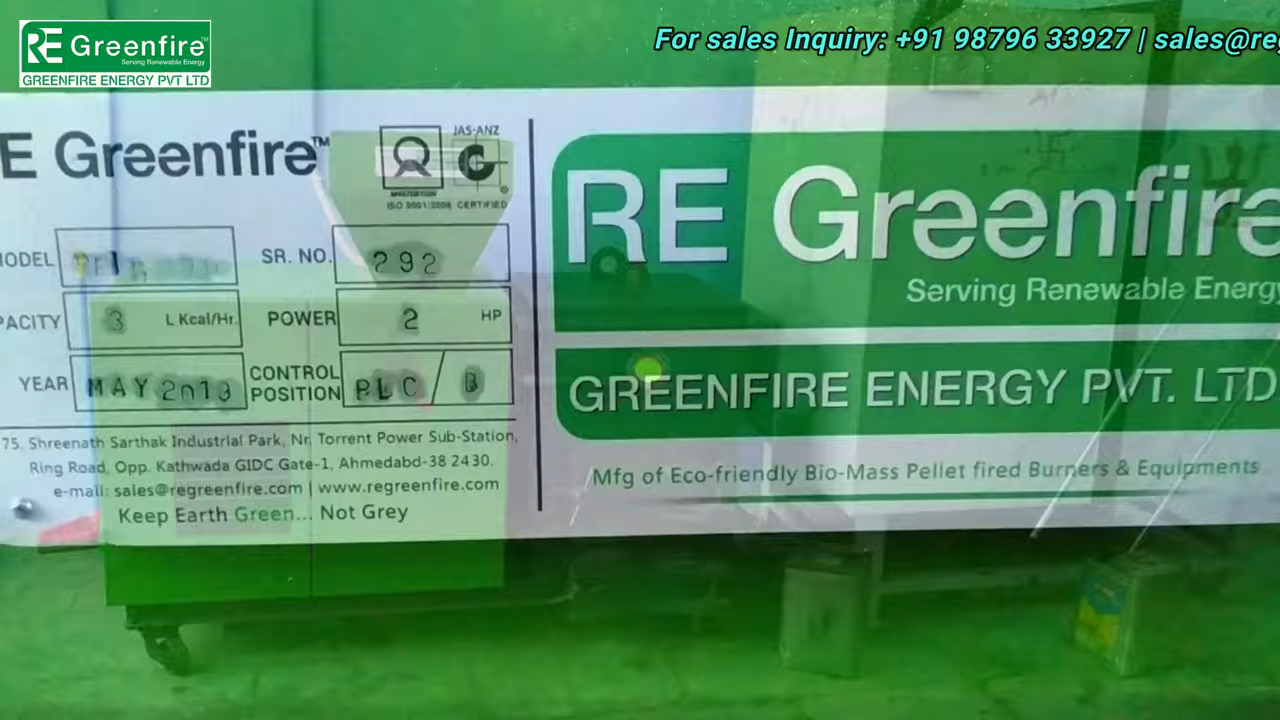 RE Greenfire™
Serving Renewable Energy
GREENFIRE ENERGY PVT LTD
For sales Inquiry: +91 98796 33927 | sales@re
E Greenfire™
JAS-ANZ
ISO 9001:2008 CERTIFIED
ODEL
SR. NO. 292
PACITY 3 L Kcal/Hr. POWER 2 HP
YEAR MAY 2013 CONTROL POSITION PLC / B
75, Shreenath Sarthak Industrial Park, Nr. Torrent Power Sub-Station,
Ring Road, Opp. Kathwada GIDC Gate-1, Ahmedabd-38 2430.
e-mail: sales@regreenfire.com | www.regreenfire.com
Keep Earth Green... Not Grey
RE Greenfire
Serving Renewable Energy
GREENFIRE ENERGY PVT. LTD
Mfg of Eco-friendly Bio-Mass Pellet fired Burners & Equipments